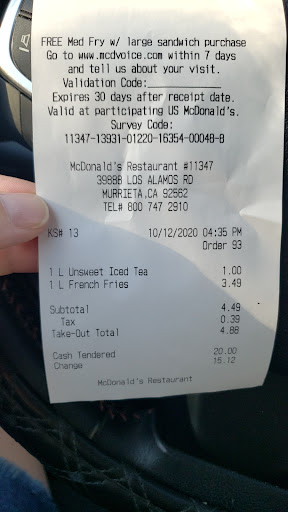 FREE Med Fry w/ large sandwich purchase
Go to www.mcdvoice.com within 7 days
and tell us about your visit.
Validation Code:____________
Expires 30 days after receipt date.
Valid at participating US McDonald's.
Survey Code:
11347-13931-01220-16354-00048-8
McDonald's Restaurant #11347
39888 LOS ALAMOS RD
MURRIETA,CA 92562
TEL# 800 747 2910
KS# 13 10/12/2020 04:35 PM
Order 93
1 L Unsweet Iced Tea 1.00
1 L French Fries 3.49
Subtotal 4.49
Tax 0.39
Take-Out Total 4.88
Cash Tendered 20.00
Change 15.12
McDonald's Restaurant